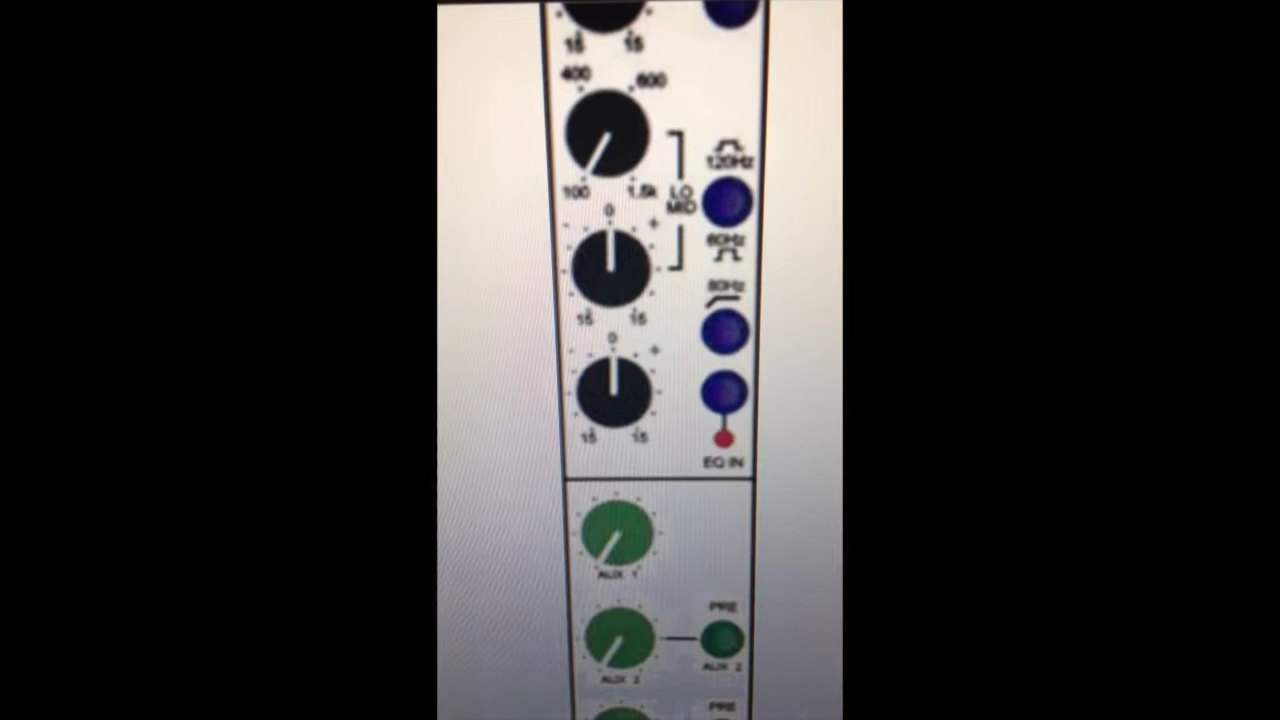 15 15
400 600
120Hz
100 1.5k LO
MID
0
- +
60Hz
80Hz
15 15
0
- +
15 15
EQ IN
AUX 1
PRE
AUX 2 AUX 2
PRE